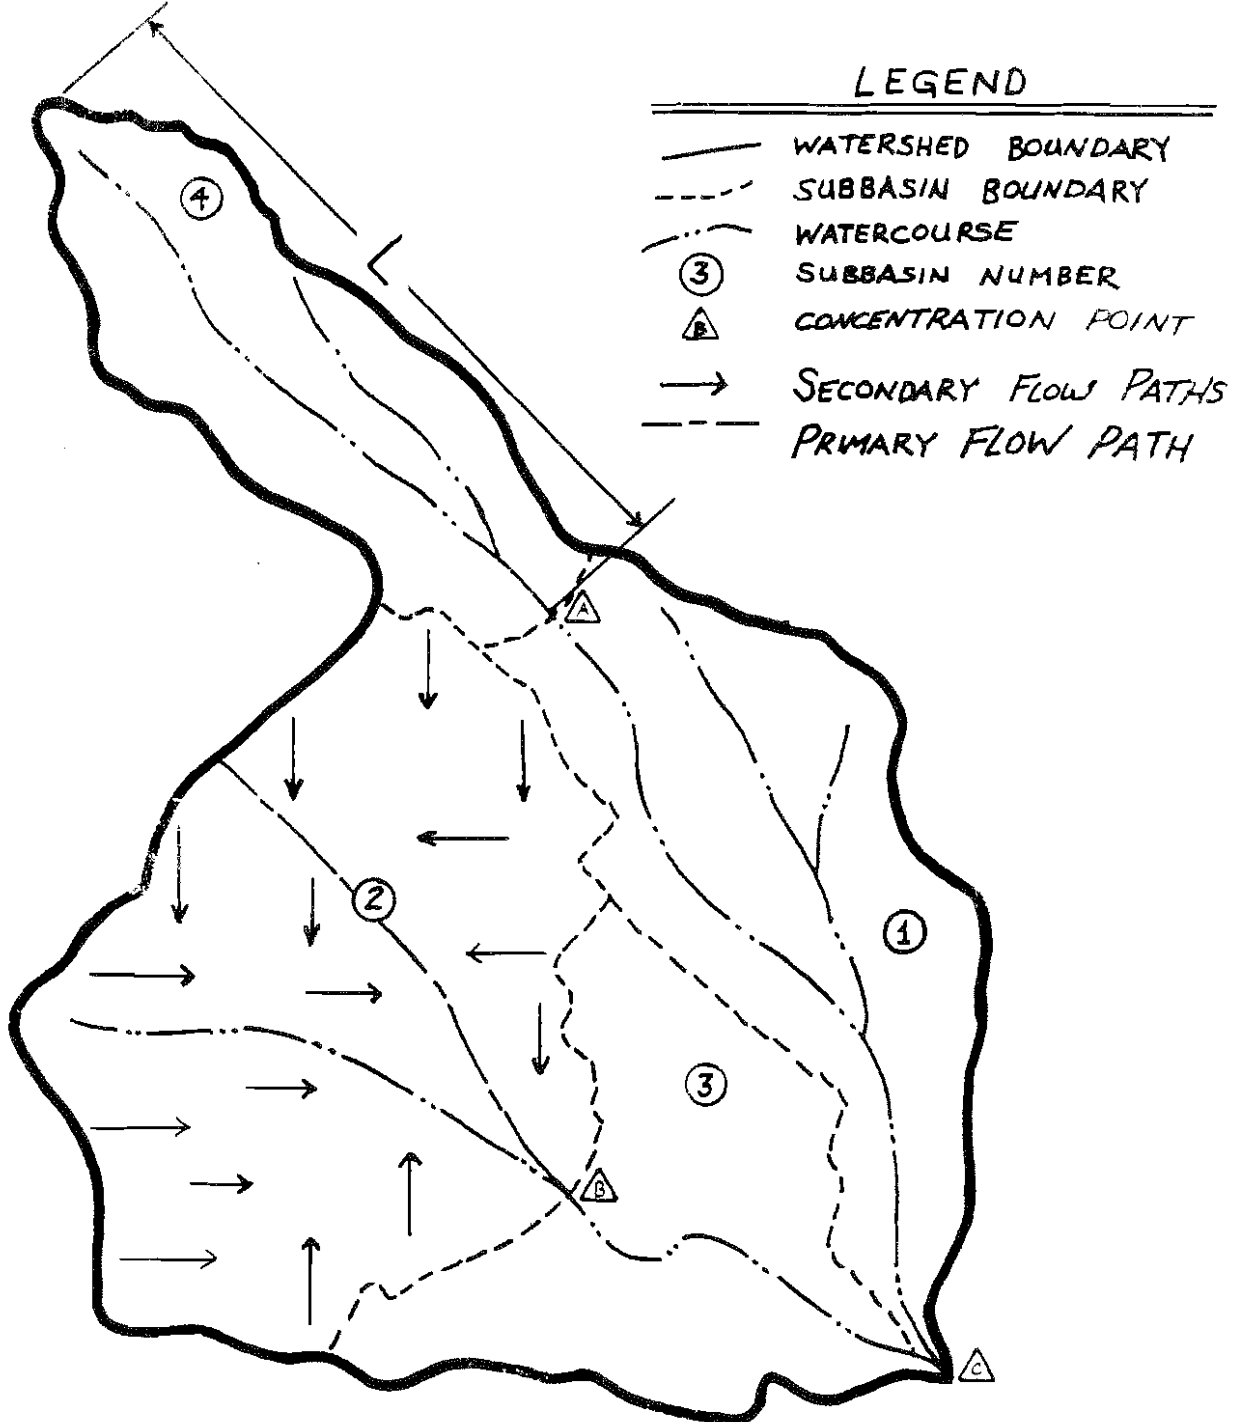 LEGEND
WATERSHED BOUNDARY
SUBBASIN BOUNDARY
WATERCOURSE
3 SUBBASIN NUMBER
B CONCENTRATION POINT
SECONDARY FLOW PATHS
PRIMARY FLOW PATH
4
L
A
2
1
3
B
C